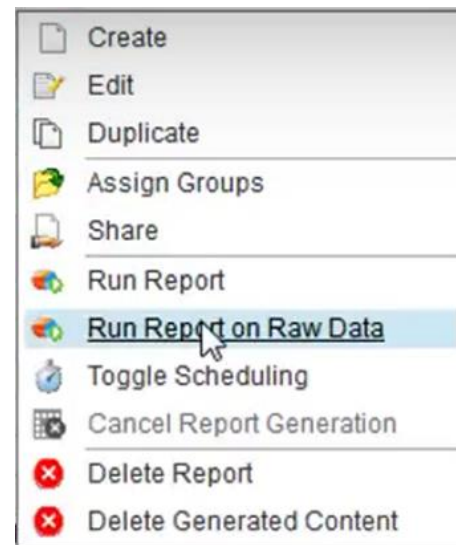 Create
Edit
Duplicate
Assign Groups
Share
Run Report
Run Report on Raw Data
Toggle Scheduling
Cancel Report Generation
Delete Report
Delete Generated Content